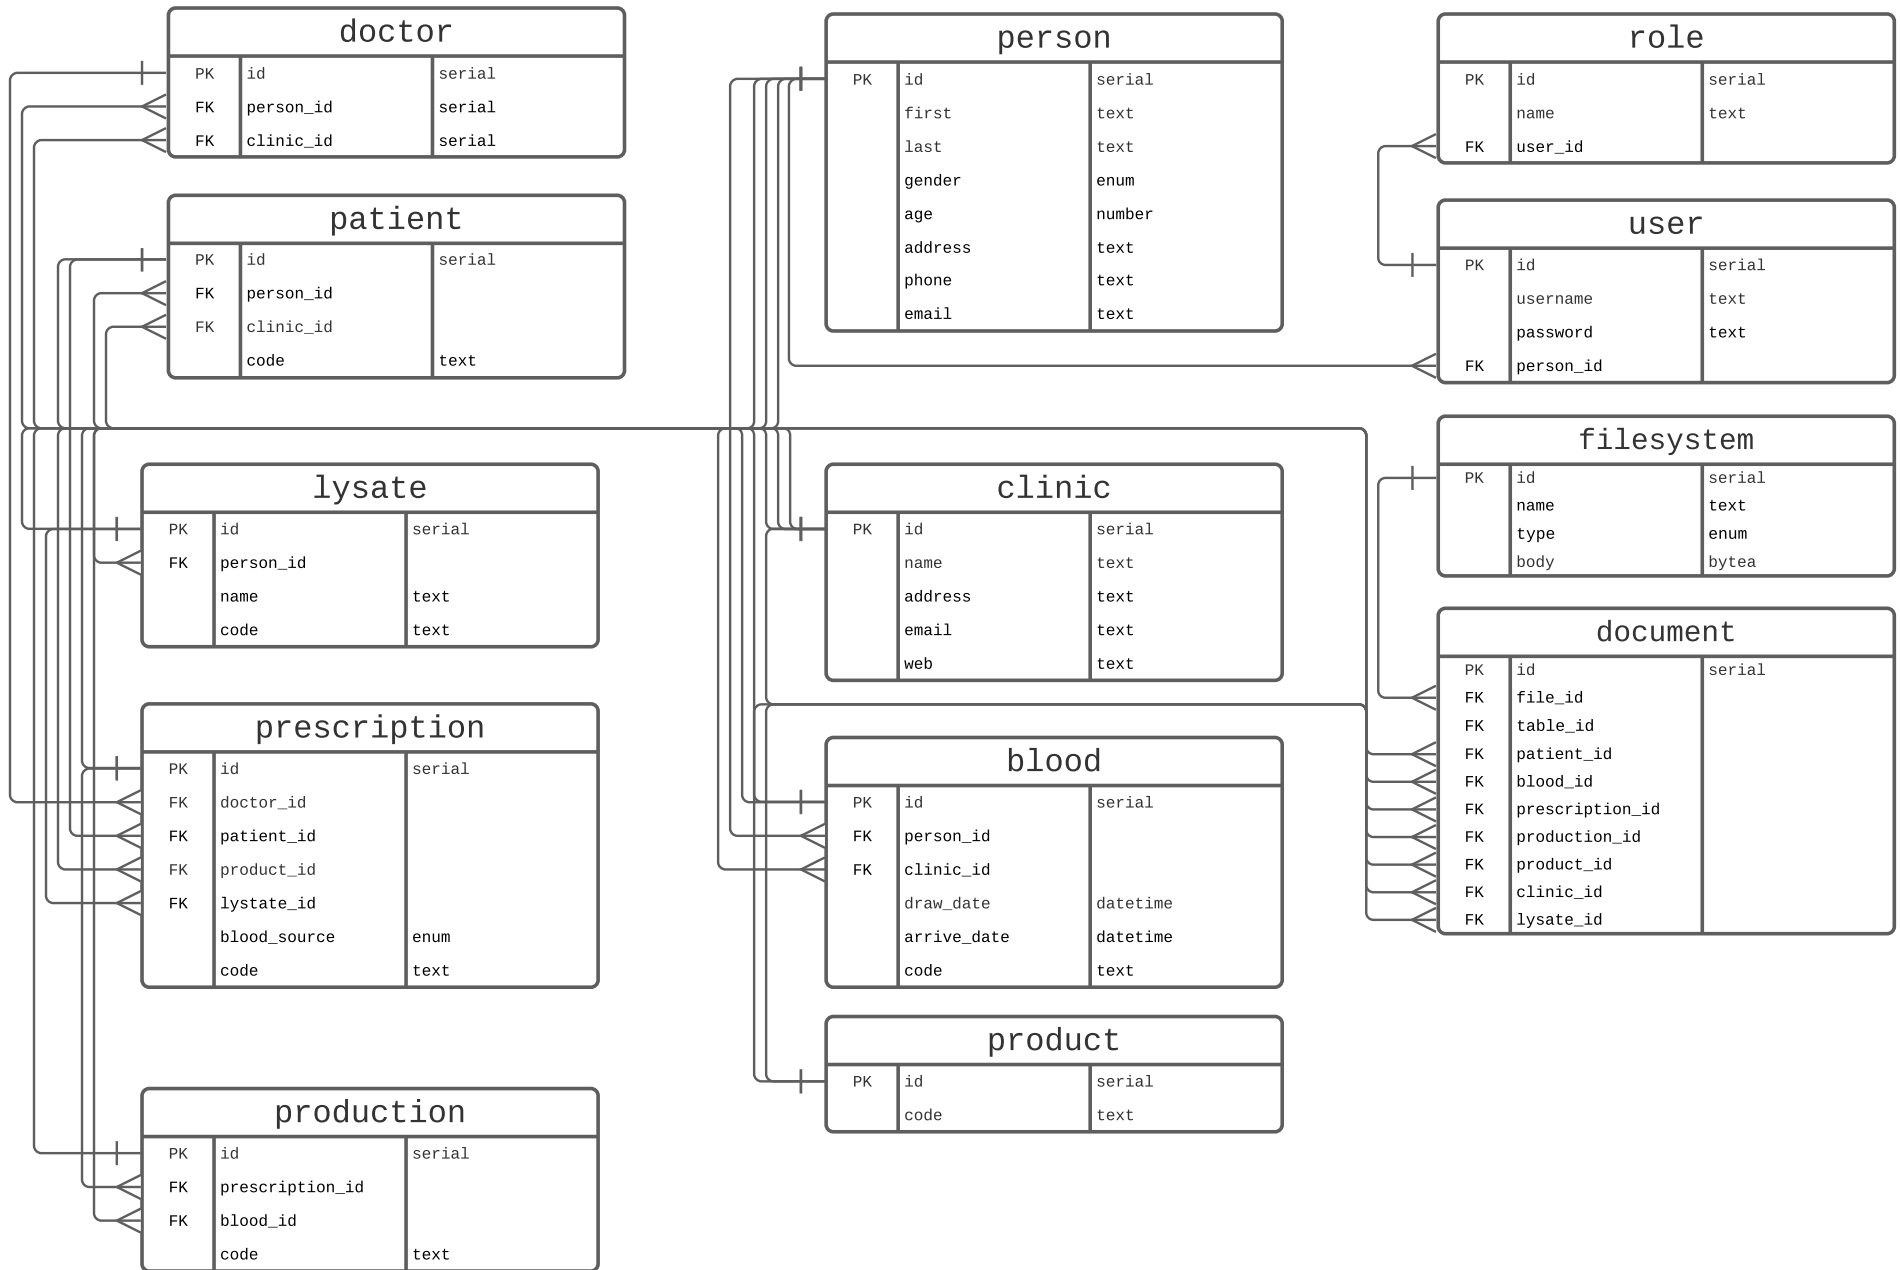 doctor
PK id serial
FK person_id serial
FK clinic_id serial
patient
PK id serial
FK person_id
FK clinic_id
code text
lysate
PK id serial
FK person_id
name text
code text
prescription
PK id serial
FK doctor_id
FK patient_id
FK product_id
FK lystate_id
blood_source enum
code text
production
PK id serial
FK prescription_id
FK blood_id
code text
person
PK id serial
first text
last text
gender enum
age number
address text
phone text
email text
clinic
PK id serial
name text
address text
email text
web text
blood
PK id serial
FK person_id
FK clinic_id
draw_date datetime
arrive_date datetime
code text
product
PK id serial
code text
role
PK id serial
name text
FK user_id
user
PK id serial
username text
password text
FK person_id
filesystem
PK id serial
name text
type enum
body bytea
document
PK id serial
FK file_id
FK table_id
FK patient_id
FK blood_id
FK prescription_id
FK production_id
FK product_id
FK clinic_id
FK lysate_id